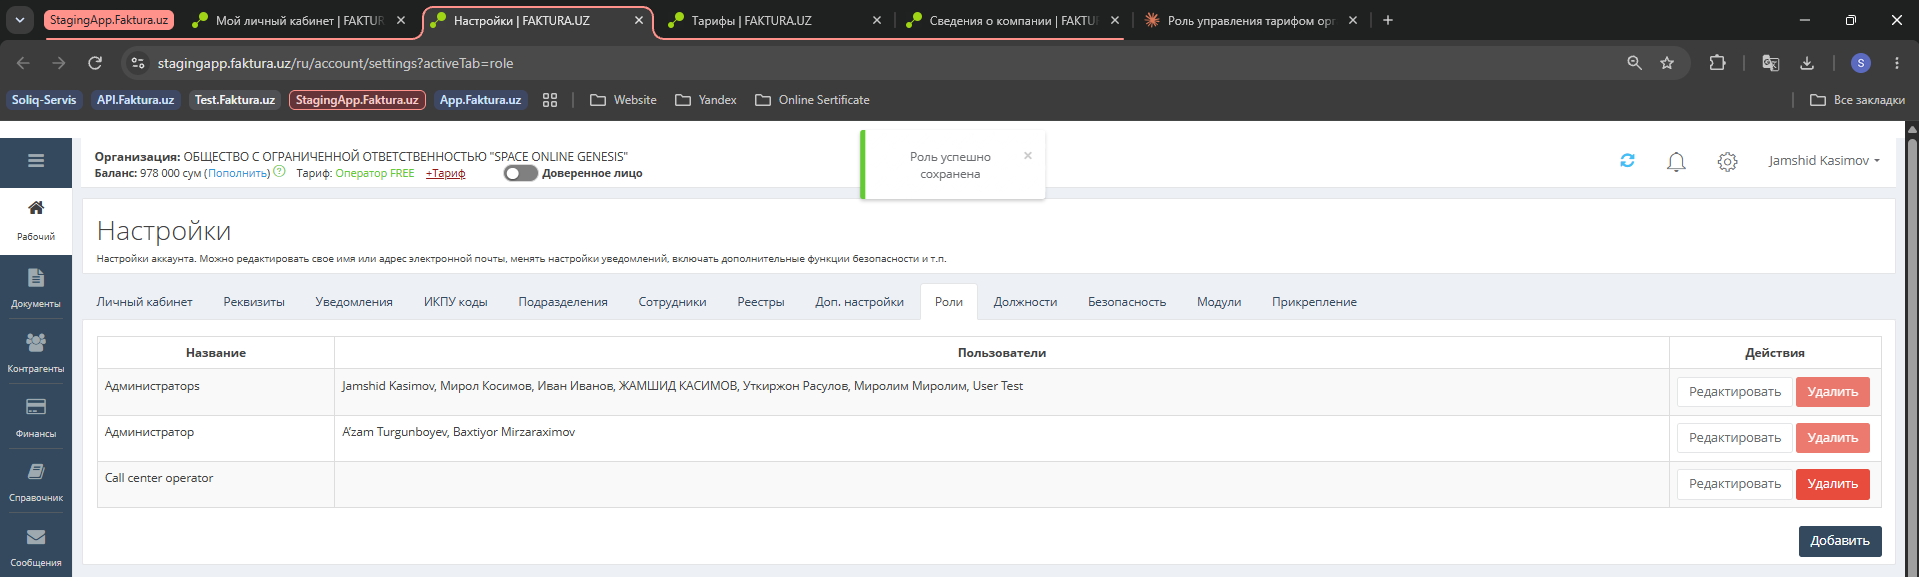 StagingApp.Faktura.uz
Мой личный кабинет | FAKTUR
Настройки | FAKTURA.UZ
Тарифы | FAKTURA.UZ
Сведения о компании | FAKTU
Роль управления тарифом орг
stagingapp.faktura.uz/ru/account/settings?activeTab=role
S
Soliq-Servis
API.Faktura.uz
Test.Faktura.uz
StagingApp.Faktura.uz
App.Faktura.uz
Website
Yandex
Online Sertificate
Все закладки
Организация: ОБЩЕСТВО С ОГРАНИЧЕННОЙ ОТВЕТСТВЕННОСТЬЮ "SPACE ONLINE GENESIS"
Баланс: 978 000 сум (Пополнить) ? Тариф: Оператор FREE +Тариф Доверенное лицо
Роль успешно
сохранена
×
Jamshid Kasimov
Рабочий
Документы
Контрагенты
Финансы
Справочник
Сообщения
Настройки
Настройки аккаунта. Можно редактировать свое имя или адрес электронной почты, менять настройки уведомлений, включать дополнительные функции безопасности и т.п.
Личный кабинет
Реквизиты
Уведомления
ИКПУ коды
Подразделения
Сотрудники
Реестры
Доп. настройки
Роли
Должности
Безопасность
Модули
Прикрепление
Название
Пользователи
Действия
Администраторs
Jamshid Kasimov, Мирол Косимов, Иван Иванов, ЖАМШИД КАСИМОВ, Уткиржон Расулов, Миролим Миролим, User Test
Редактировать
Удалить
Администратор
A'zam Turgunboyev, Baxtiyor Mirzaraximov
Редактировать
Удалить
Call center operator
Редактировать
Удалить
Добавить